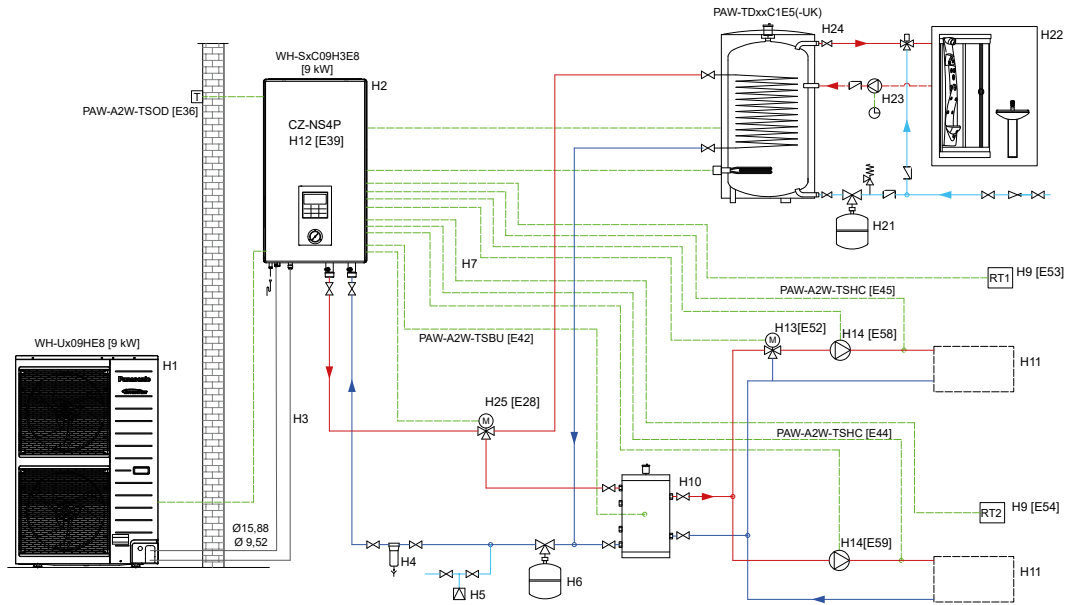 PAW-TDxxC1E5(-UK)
H24
H22
WH-SxC09H3E8
[9 kW]
H2
T
PAW-A2W-TSOD [E36]
CZ-NS4P
H12 [E39]
H23
H21
H7
RT1
H9 [E53]
PAW-A2W-TSHC [E45]
PAW-A2W-TSBU [E42]
H13[E52]
M
H14 [E58]
H11
WH-Ux09HE8 [9 kW]
H1
Panasonic
H3
H25 [E28]
M
PAW-A2W-TSHC [E44]
H10
RT2
H9 [E54]
Ø15,88
Ø 9,52
H4
H5
H6
H14[E59]
H11